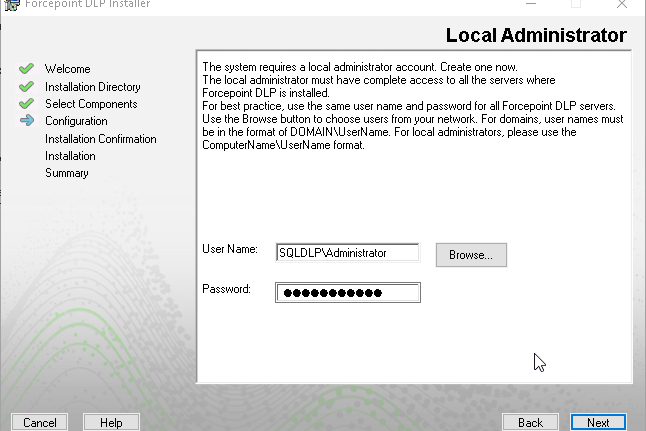 Forcepoint DLP Installer
Local Administrator
Welcome
Installation Directory
Select Components
Configuration
Installation Confirmation
Installation
Summary
The system requires a local administrator account. Create one now.
The local administrator must have complete access to all the servers where
Forcepoint DLP is installed.
For best practice, use the same user name and password for all Forcepoint DLP servers.
Use the Browse button to choose users from your network. For domains, user names must
be in the format of DOMAIN\UserName. For local administrators, please use the
ComputerName\UserName format.
User Name:
SQLDLP\Administrator
Browse...
Password:
●●●●●●●●●●●
Cancel
Help
Back
Next